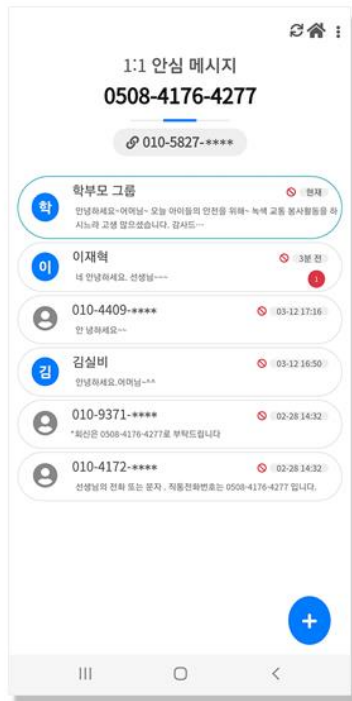 1:1 안심 메시지
0508-4176-4277
010-5827-****
학
학부모 그룹
현재
안녕하세요~어머님~ 오늘 아이들의 안전을 위해~ 녹색 교통 봉사활동을 하
시느라 고생 많으셨습니다. 감사드…
이
이재혁
3분 전
네 안녕하세요. 선생님~~~
1
010-4409-****
03-12 17:16
안 녕하세요~~
김
김실비
03-12 16:50
안녕하세요.어머님~^^
010-9371-****
02-28 14:32
*회신은 0508-4176-4277로 부탁드립니다
010-4172-****
02-28 14:32
선생님의 전화 또는 문자 . 직통전화번호는 0508-4176-4277 입니다.